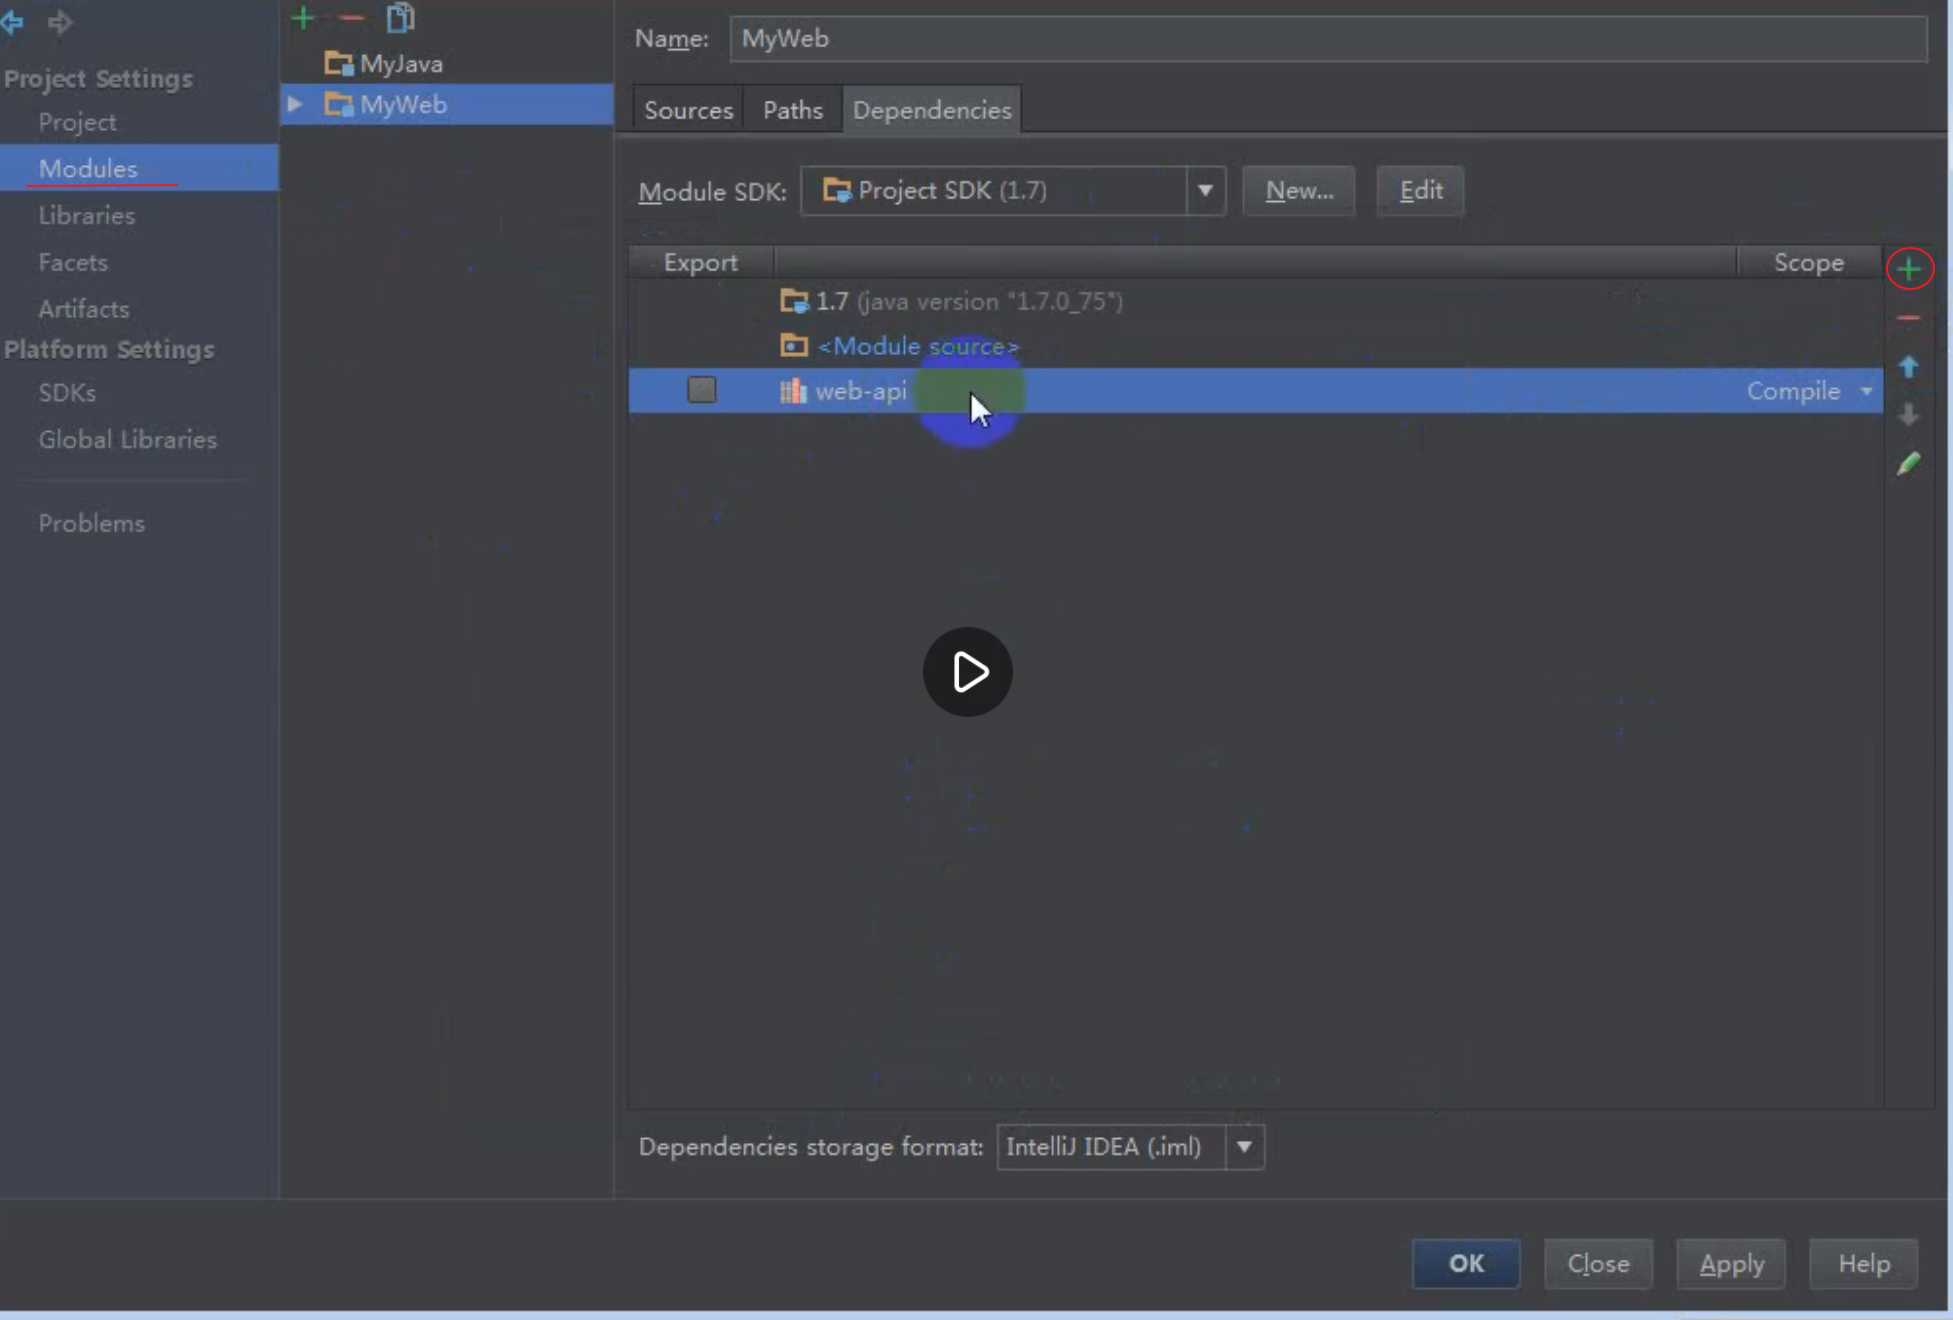 Project Settings
Project
Modules
Libraries
Facets
Artifacts
Platform Settings
SDKs
Global Libraries
Problems
MyJava
MyWeb
Name: MyWeb
Sources Paths Dependencies
Module SDK: Project SDK (1.7) New... Edit
Export Scope
1.7 (java version "1.7.0_75")
<Module source>
web-api Compile
Dependencies storage format: IntelliJ IDEA (.iml)
OK Close Apply Help